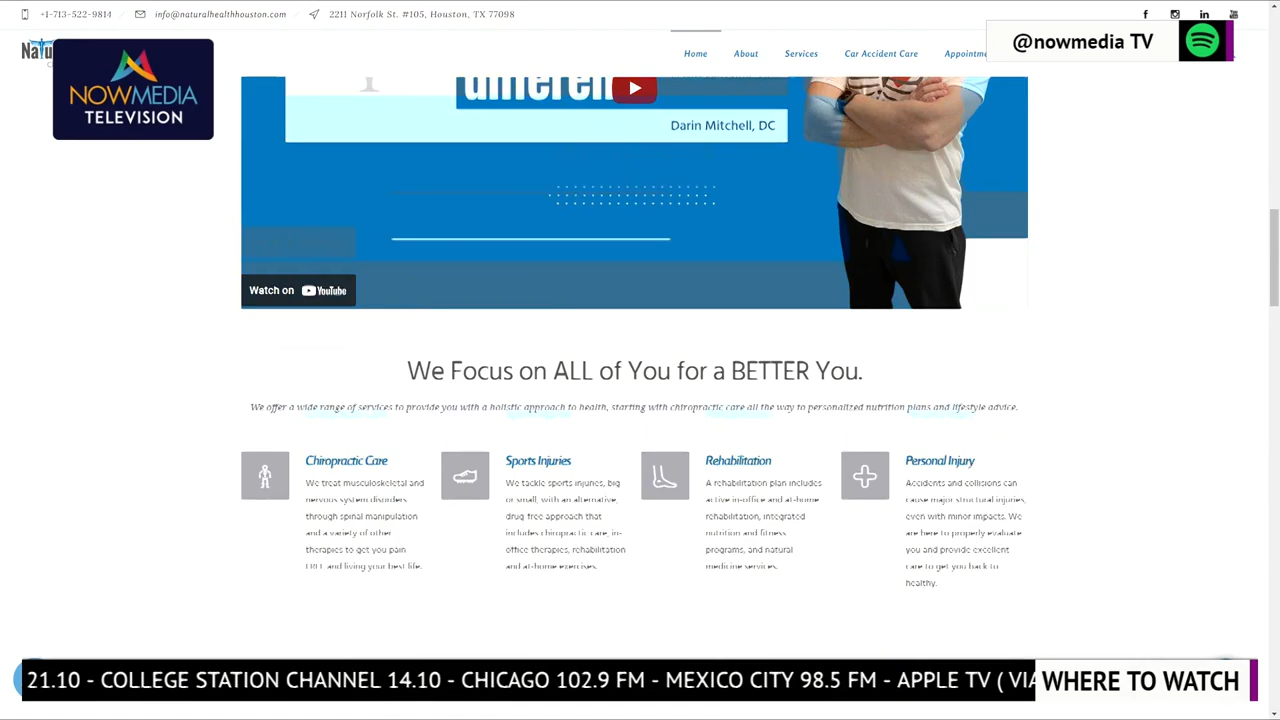 +1-713-522-9814 / info@naturalhealthhouston.com / 2211 Norfolk St. #105, Houston, TX 77098
@nowmedia TV
Home About Services Car Accident Care
NOWMEDIA
TELEVISION
Darin Mitchell, DC
Watch on YouTube
We Focus on ALL of You for a BETTER You.
We offer a wide range of services to provide you with a holistic approach to health, starting with chiropractic care all the way to personalized nutrition plans and lifestyle advice.
Chiropractic Care
We treat musculoskeletal and
nervous system disorders
through spinal manipulation
and a variety of other
therapies to get you pain
FREE and living your best life.
Sports Injuries
We tackle sports injuries, big
or small, with an alternative,
drug-free approach that
includes chiropractic care, in-
office therapies, rehabilitation
and at-home exercises.
Rehabilitation
A rehabilitation plan includes
active in-office and at-home
rehabilitation, integrated
nutrition and fitness
programs, and natural
medicine services.
Personal Injury
Accidents and collisions can
cause major structural injuries,
even with minor impacts. We
are here to properly evaluate
you and provide excellent
care to get you back to
healthy.
21.10 - COLLEGE STATION CHANNEL 14.10 - CHICAGO 102.9 FM - MEXICO CITY 98.5 FM - APPLE TV ( VIA
WHERE TO WATCH